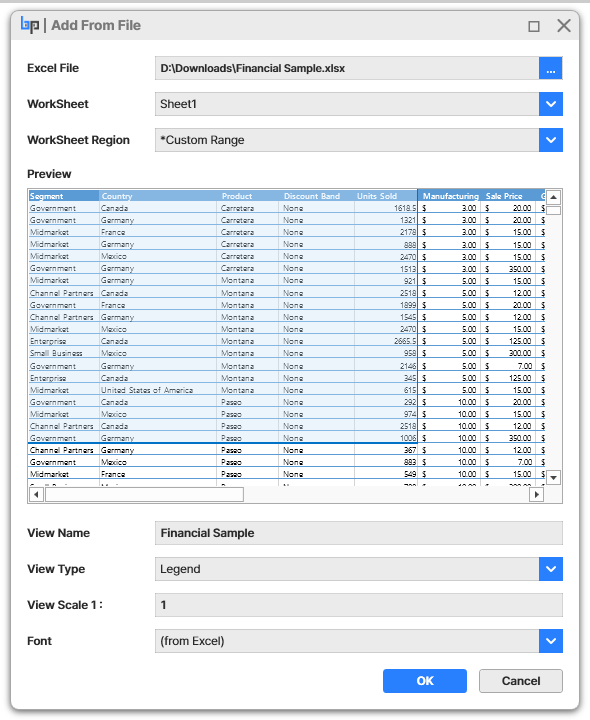 bp | Add From File
Excel File D:\Downloads\Financial Sample.xlsx ...
WorkSheet Sheet1
WorkSheet Region *Custom Range
Preview
Segment Country Product Discount Band Units Sold Manufacturing Sale Price G
Government Canada Carretera None 1618.5 $ 3.00 $ 20.00 $
Government Germany Carretera None 1321 $ 3.00 $ 20.00 $
Midmarket France Carretera None 2178 $ 3.00 $ 15.00 $
Midmarket Germany Carretera None 888 $ 3.00 $ 15.00 $
Midmarket Mexico Carretera None 2470 $ 3.00 $ 15.00 $
Government Germany Carretera None 1513 $ 3.00 $ 350.00 $
Midmarket Germany Montana None 921 $ 5.00 $ 15.00 $
Channel Partners Canada Montana None 2518 $ 5.00 $ 12.00 $
Government France Montana None 1899 $ 5.00 $ 20.00 $
Channel Partners Germany Montana None 1545 $ 5.00 $ 12.00 $
Midmarket Mexico Montana None 2470 $ 5.00 $ 15.00 $
Enterprise Canada Montana None 2665.5 $ 5.00 $ 125.00 $
Small Business Mexico Montana None 958 $ 5.00 $ 300.00 $
Government Germany Montana None 2146 $ 5.00 $ 7.00 $
Enterprise Canada Montana None 345 $ 5.00 $ 125.00 $
Midmarket United States of America Montana None 615 $ 5.00 $ 15.00 $
Government Canada Paseo None 292 $ 10.00 $ 20.00 $
Midmarket Mexico Paseo None 974 $ 10.00 $ 15.00 $
Channel Partners Canada Paseo None 2518 $ 10.00 $ 12.00 $
Government Germany Paseo None 1006 $ 10.00 $ 350.00 $
Channel Partners Germany Paseo None 367 $ 10.00 $ 12.00 $
Government Mexico Paseo None 883 $ 10.00 $ 7.00 $
Midmarket France Paseo None 549 $ 10.00 $ 15.00 $
View Name Financial Sample
View Type Legend
View Scale 1 : 1
Font (from Excel)
OK Cancel